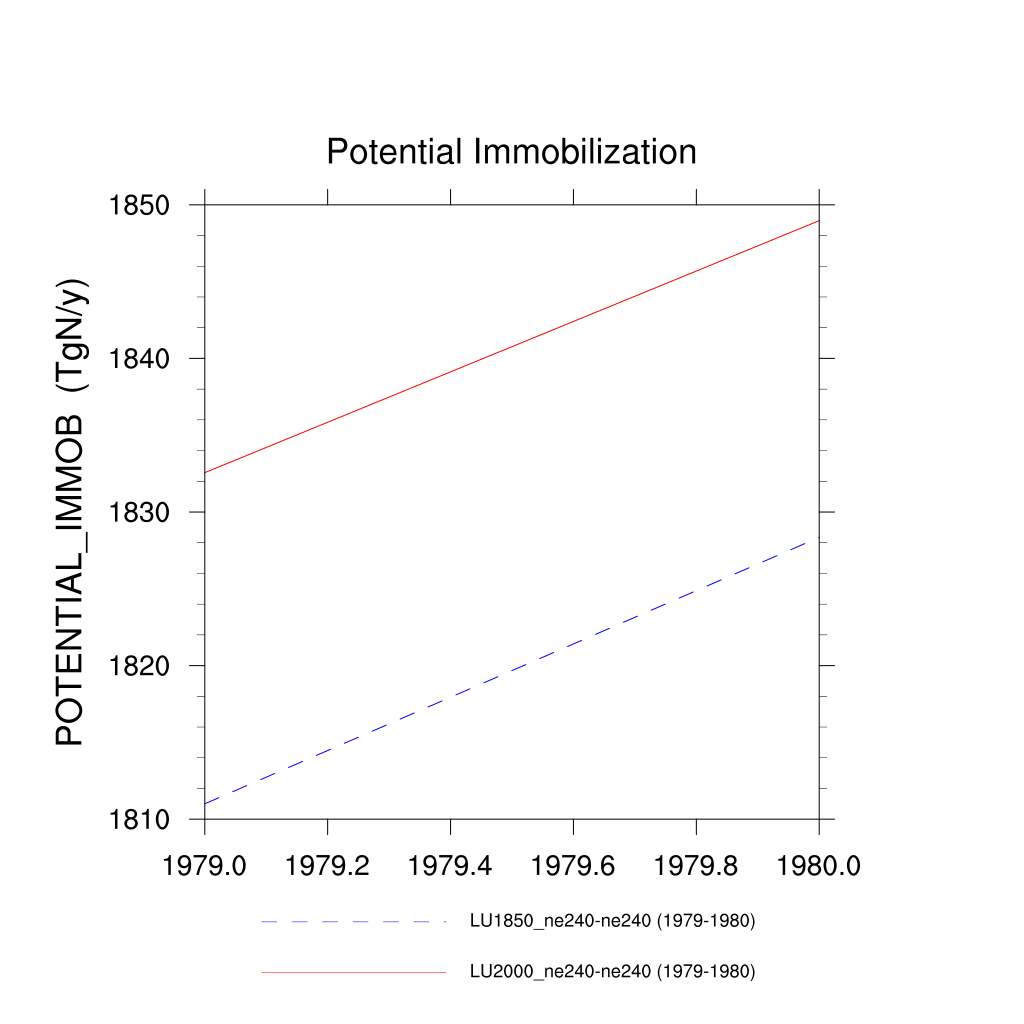 Potential Immobilization
POTENTIAL_IMMOB (TgN/y)
1850
1840
1830
1820
1810
1979.0 1979.2 1979.4 1979.6 1979.8 1980.0
LU1850_ne240-ne240 (1979-1980)
LU2000_ne240-ne240 (1979-1980)